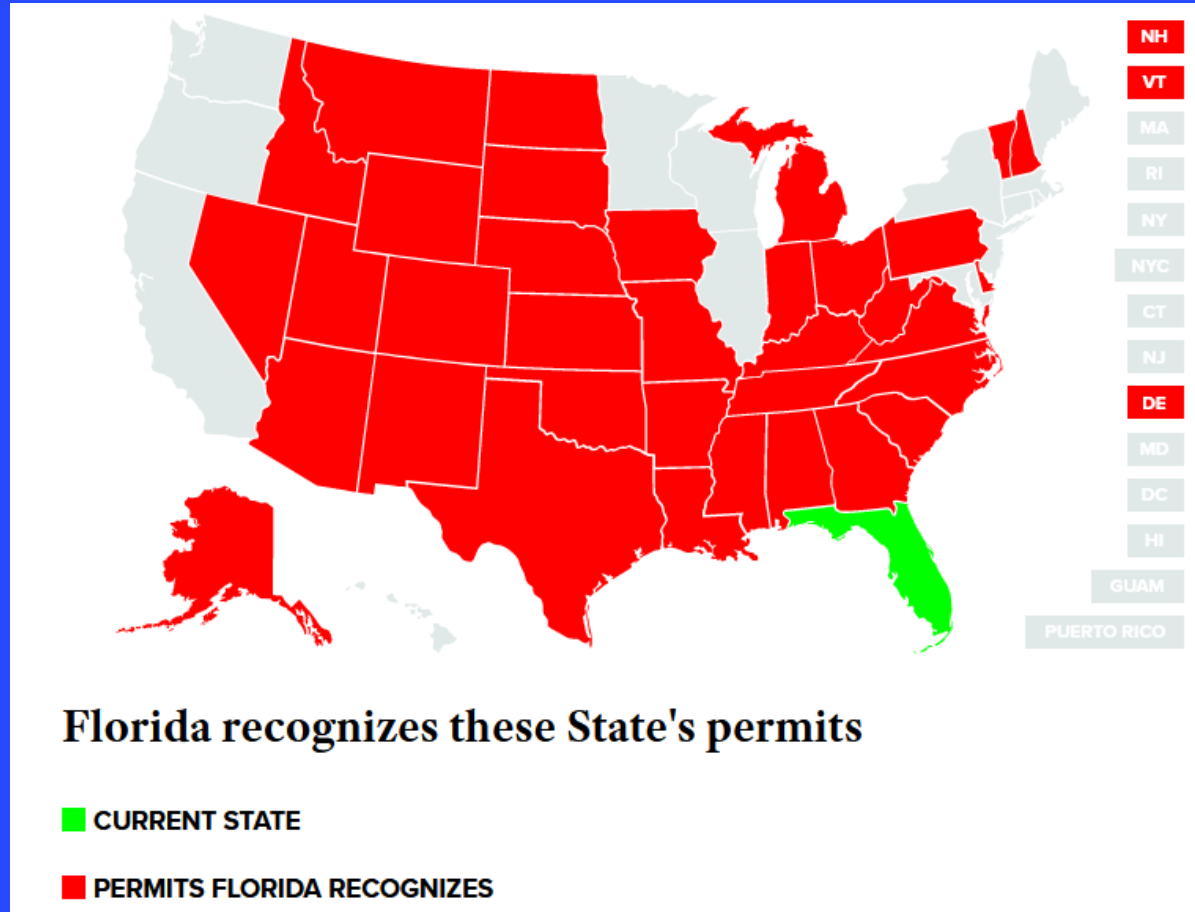 NH
VT
MA
RI
NY
NYC
CT
NJ
DE
MD
DC
HI
GUAM
PUERTO RICO
Florida recognizes these State's permits
CURRENT STATE
PERMITS FLORIDA RECOGNIZES